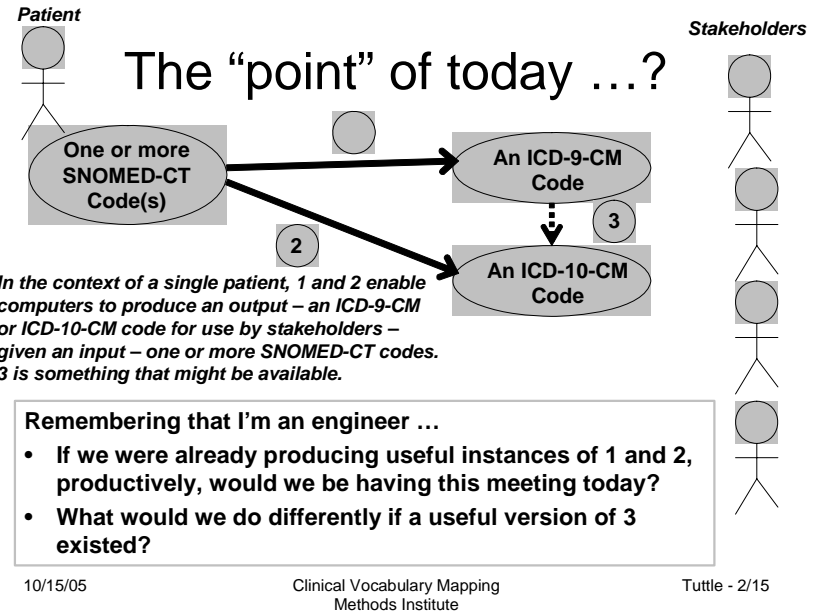 Patient
Stakeholders
The “point” of today …?
One or more
SNOMED-CT
Code(s)
An ICD-9-CM
Code
3
2
An ICD-10-CM
Code
In the context of a single patient, 1 and 2 enable
computers to produce an output – an ICD-9-CM
or ICD-10-CM code for use by stakeholders –
given an input – one or more SNOMED-CT codes.
3 is something that might be available.
Remembering that I’m an engineer …
• If we were already producing useful instances of 1 and 2,
productively, would we be having this meeting today?
• What would we do differently if a useful version of 3
existed?
10/15/05
Clinical Vocabulary Mapping
Methods Institute
Tuttle - 2/15